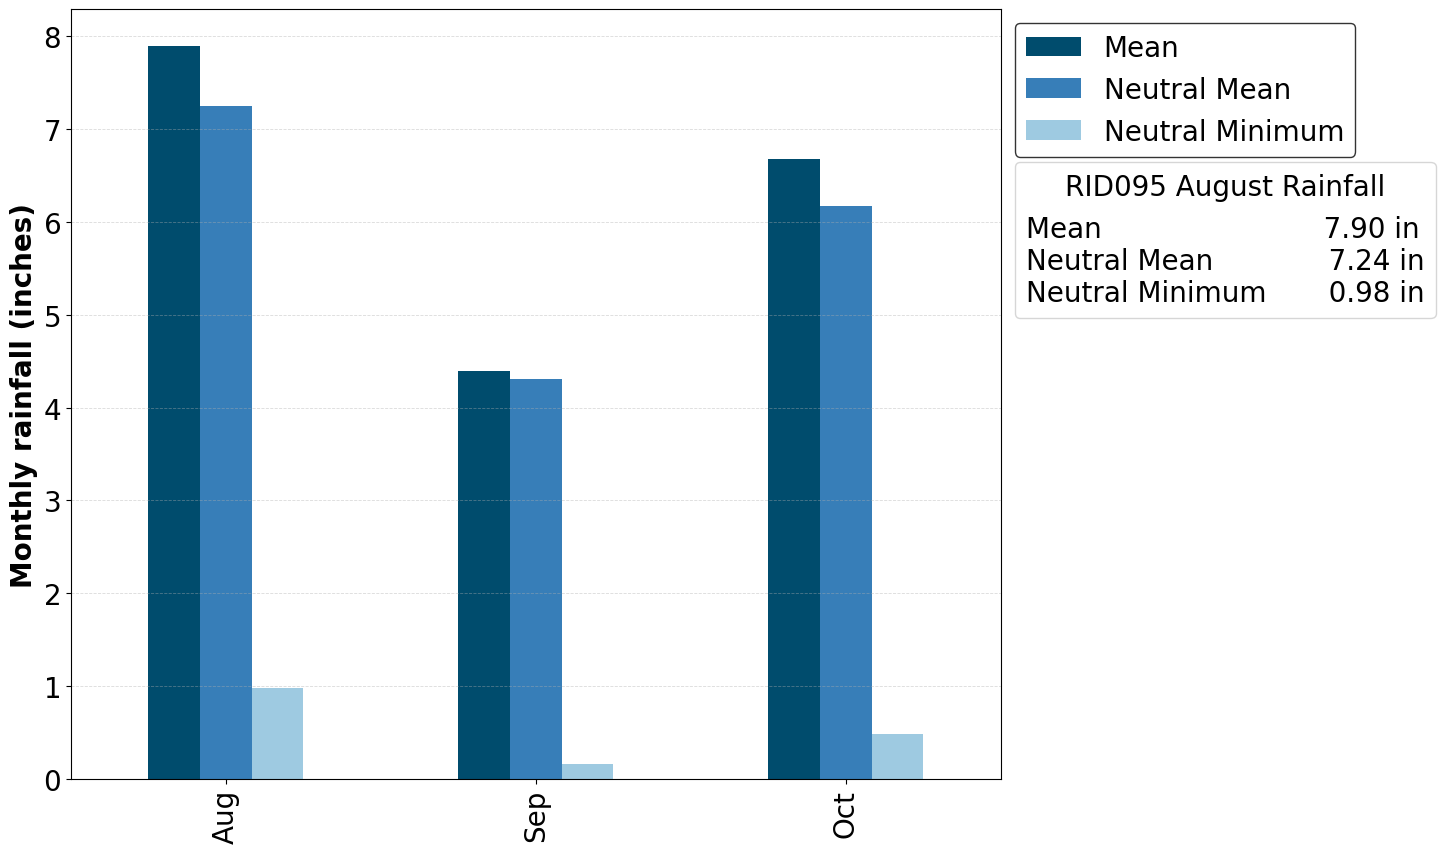 Monthly rainfall (inches)
8
7
6
5
4
3
2
1
0
Aug
Sep
Oct
Mean
Neutral Mean
Neutral Minimum
RID095 August Rainfall
Mean 7.90 in
Neutral Mean 7.24 in
Neutral Minimum 0.98 in